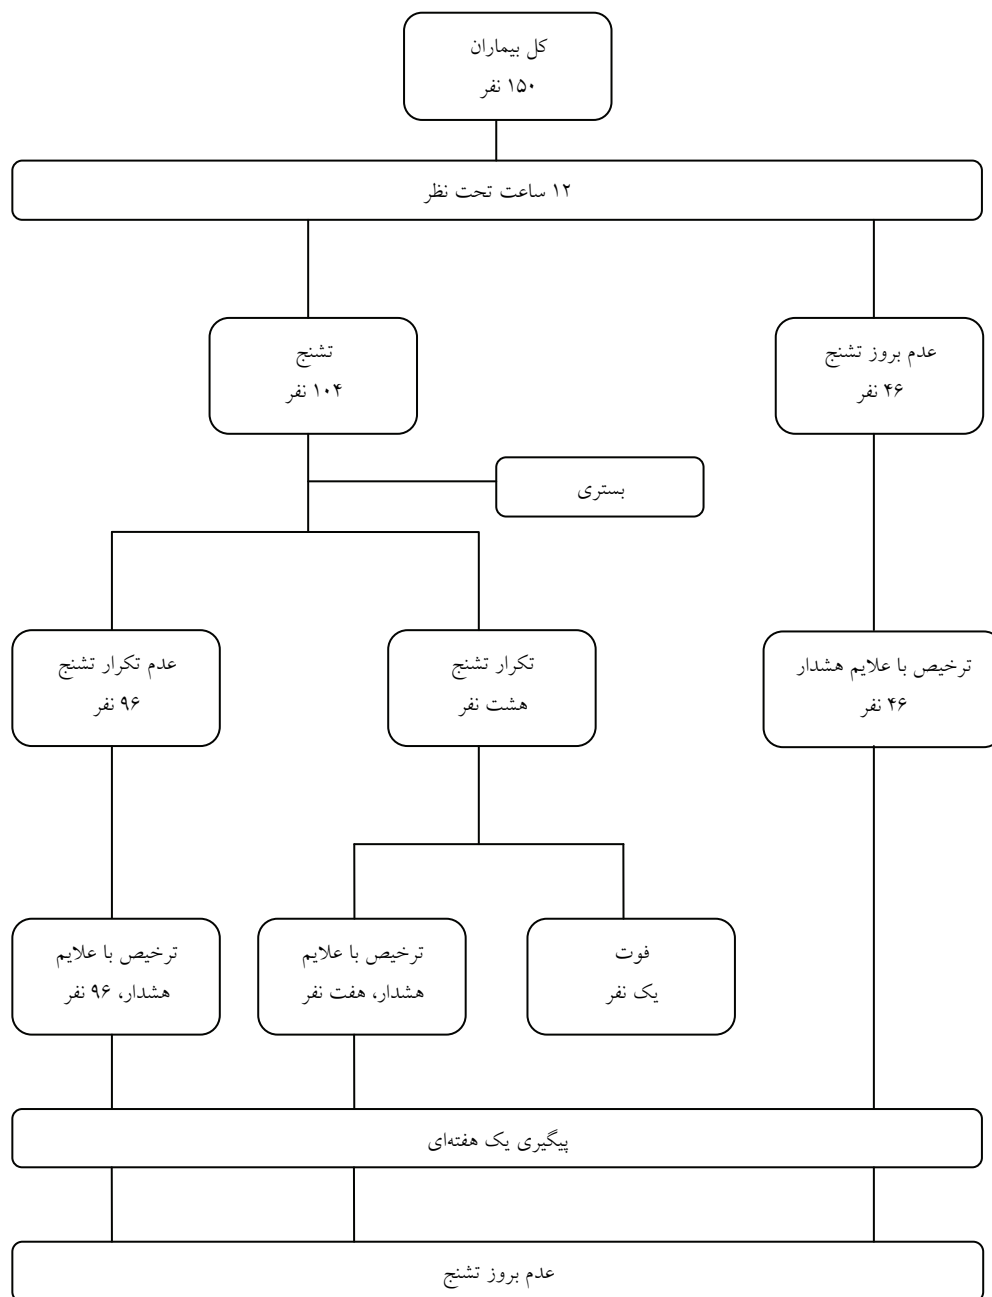 کل بیماران
۱۵۰ نفر
۱۲ ساعت تحت نظر
عدم بروز تشنج
۴۶ نفر
تشنج
۱۰۴ نفر
بستری
ترخیص با علایم هشدار
۴۶ نفر
تکرار تشنج
هشت نفر
عدم تکرار تشنج
۹۶ نفر
فوت
یک نفر
ترخیص با علایم
هشدار، هفت نفر
ترخیص با علایم
هشدار، ۹۶ نفر
پیگیری یک هفته‌ای
عدم بروز تشنج